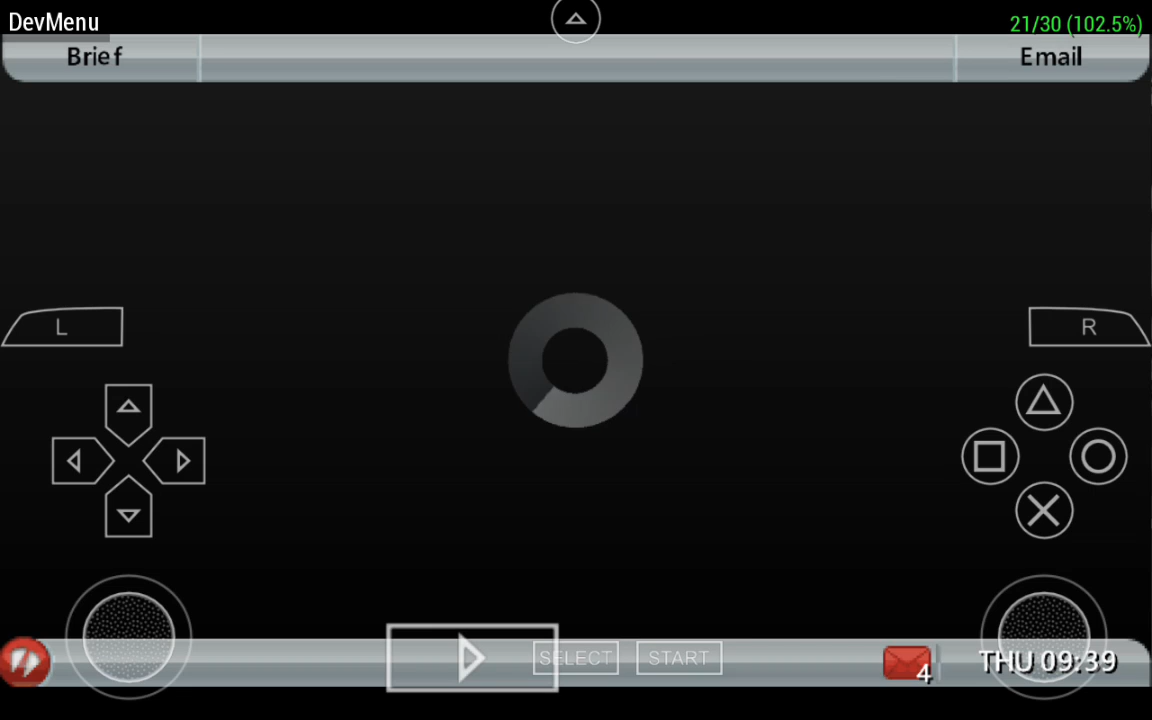 DevMenu
21/30 (102.5%)
Brief
Email
L
R
SELECT
START
4
THU 09:39